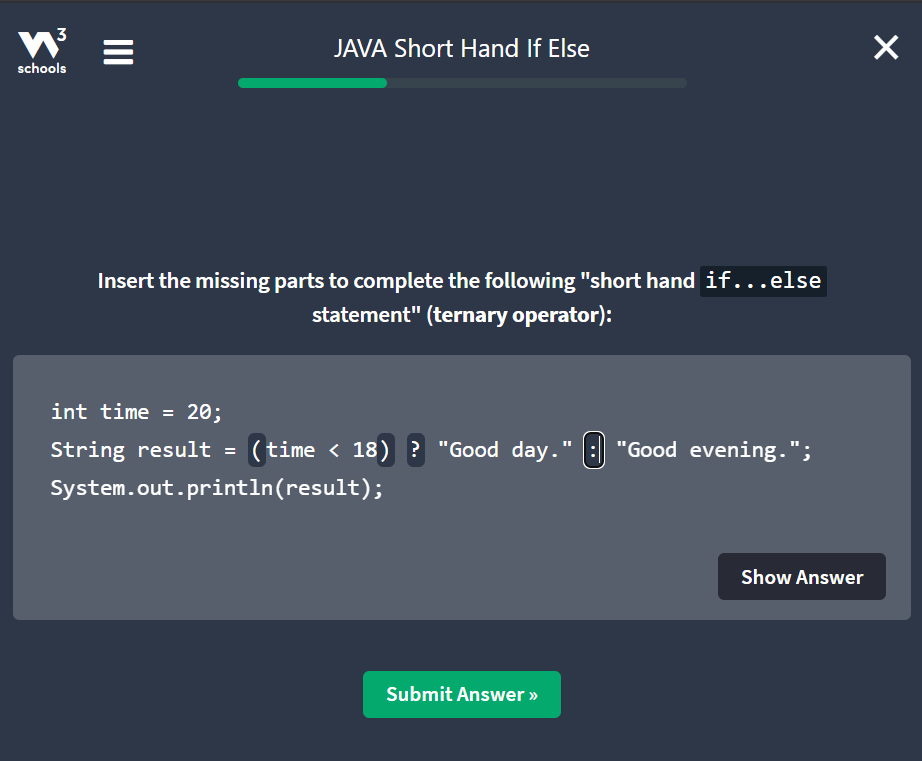 3
schools
JAVA Short Hand If Else
Insert the missing parts to complete the following "short hand if...else
statement" (ternary operator):
int time = 20;
String result = (time < 18) ? "Good day." : "Good evening.";
System.out.println(result);
Show Answer
Submit Answer »